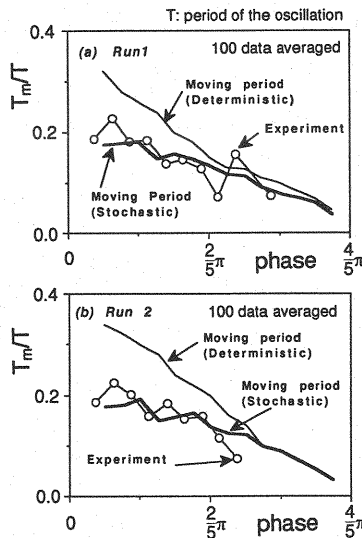 T: period of the oscillation
Tm/T
0.4
0.2
0.0
(a) Run1
100 data averaged
Moving period
(Deterministic)
Experiment
Moving Period
(Stochastic)
0
2/5π
phase
4/5π
Tm/T
0.4
0.2
0.0
(b) Run 2
100 data averaged
Moving period
(Deterministic)
Moving period
(Stochastic)
Experiment
0
2/5π
phase
4/5π